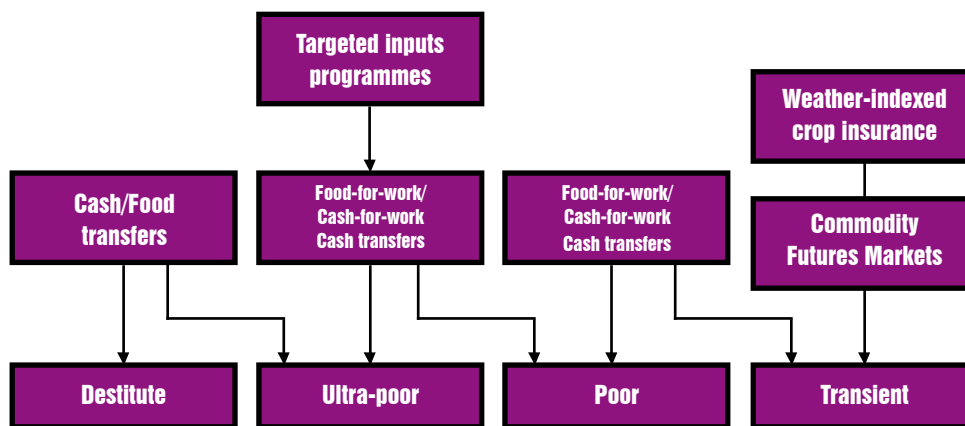 Targeted inputs
programmes
Weather-indexed
crop insurance
Cash/Food
transfers
Food-for-work/
Cash-for-work
Cash transfers
Food-for-work/
Cash-for-work
Cash transfers
Commodity
Futures Markets
Destitute
Ultra-poor
Poor
Transient